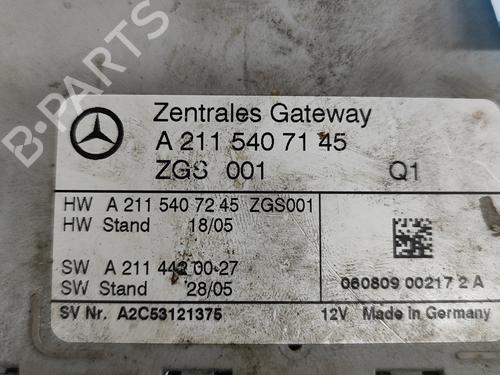 Zentrales Gateway
A 211 540 71 45
ZGS 001 Q1
HW A 211 540 72 45 ZGS001
HW Stand 18/05
SW A 211 442 00 27
SW Stand 28/05
060809 00217 2 A
SV Nr. A2C53121375 12V Made in Germany
B-PARTS